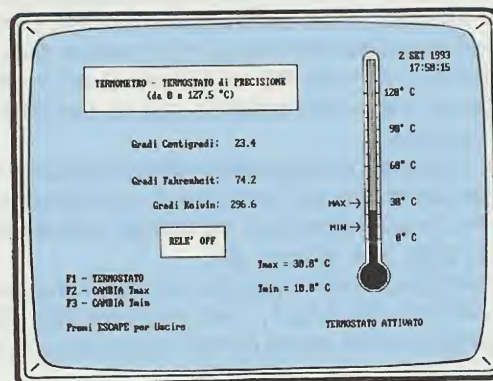 2 SET 1993
17:58:15
TERMOMETRO - TERMOSTATO di PRECISIONE
(da 0 a 127.5 °C)
120° C
90° C
60° C
30° C
0° C
Gradi Centigradi: 23.4
Gradi Fahrenheit: 74.2
Gradi Kelvin: 296.6
MAX →
MIN →
RELE' OFF
Tmax = 30.0° C
Tmin = 10.0° C
F1 - TERMOSTATO
F2 - CAMBIA Tmax
F3 - CAMBIA Tmin
Premi ESCAPE per Uscire
TERMOSTATO ATTIVATO